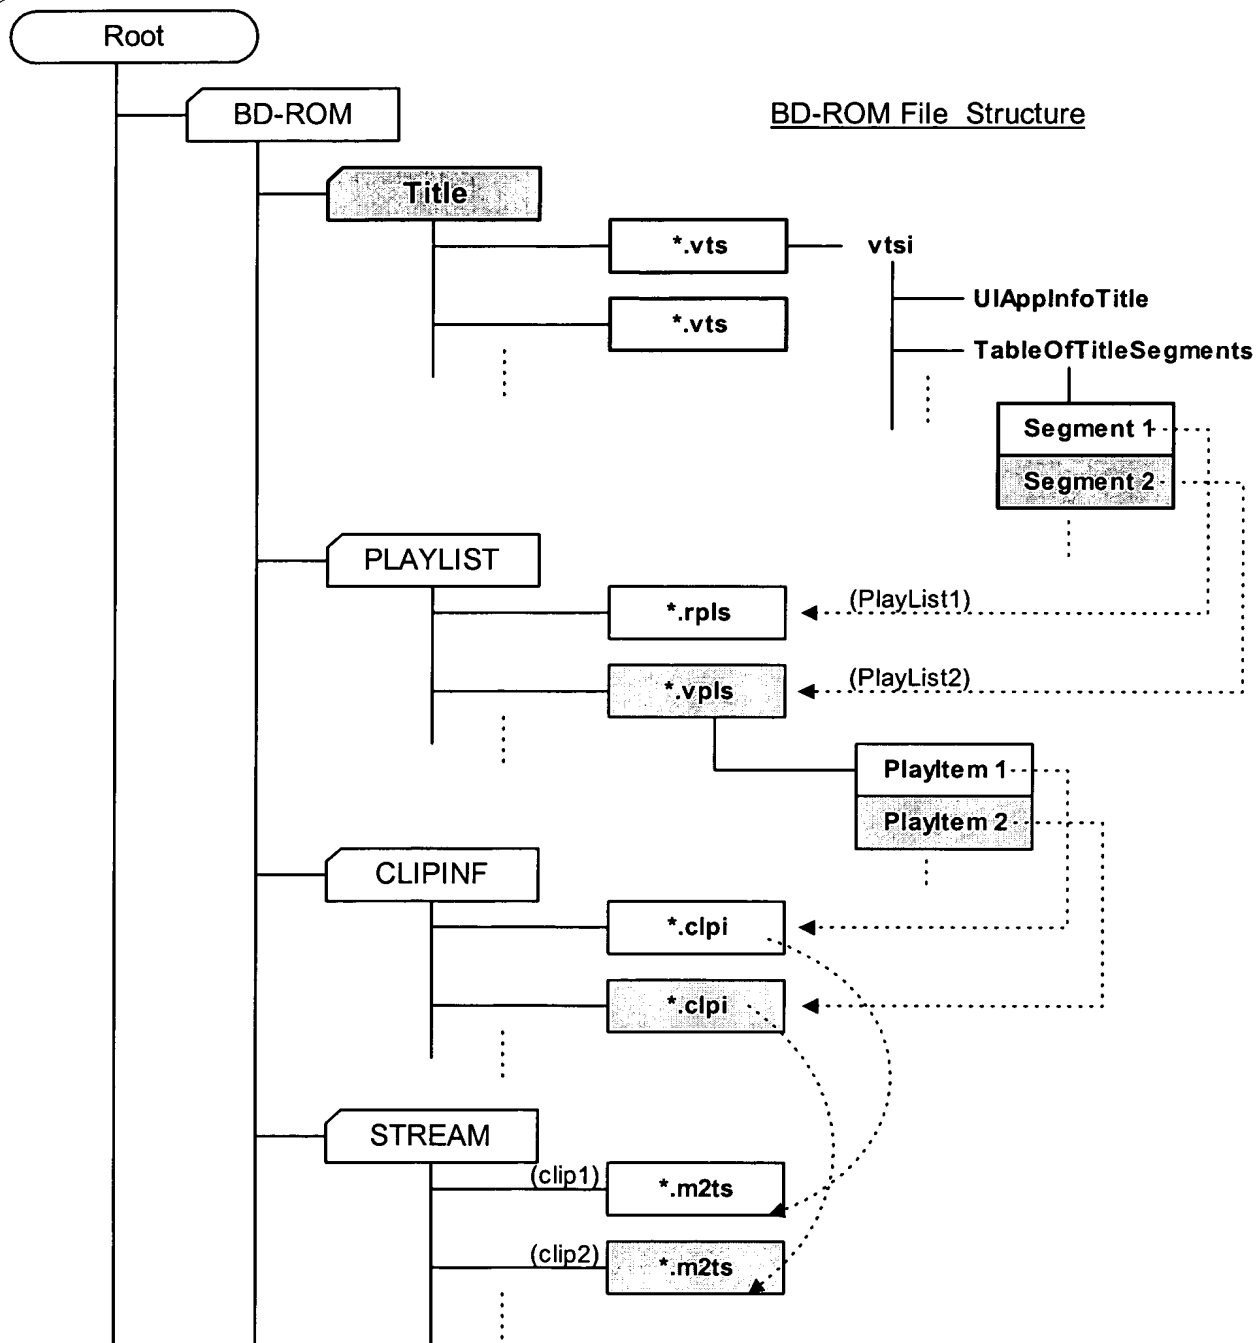 Root
BD-ROM
BD-ROM File Structure
Title
*.vts
vtsi
UIAppInfoTitle
*.vts
TableOfTitleSegments
Segment 1
Segment 2
PLAYLIST
*.rpls
(PlayList1)
*.vpls
(PlayList2)
PlayItem 1
PlayItem 2
CLIPINF
*.clpi
*.clpi
STREAM
(clip1)
*.m2ts
(clip2)
*.m2ts